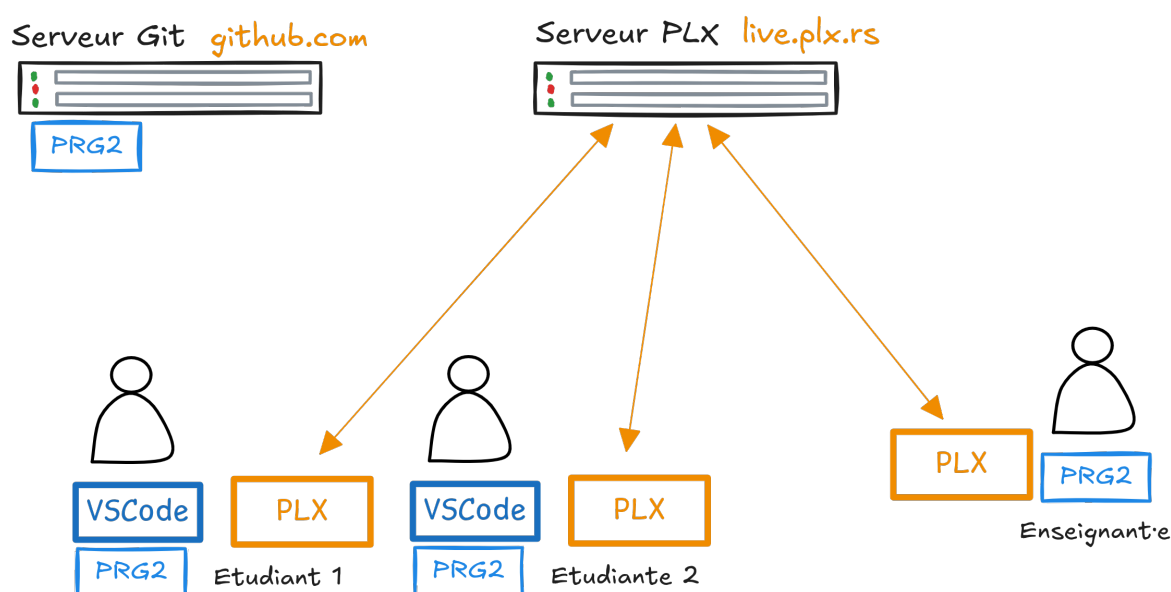 Serveur Git github.com
Serveur PLX live.plx.rs
PRG2
PLX
PRG2
VSCode
PLX
VSCode
PLX
Enseignant·e
PRG2
Etudiant 1
PRG2
Etudiante 2